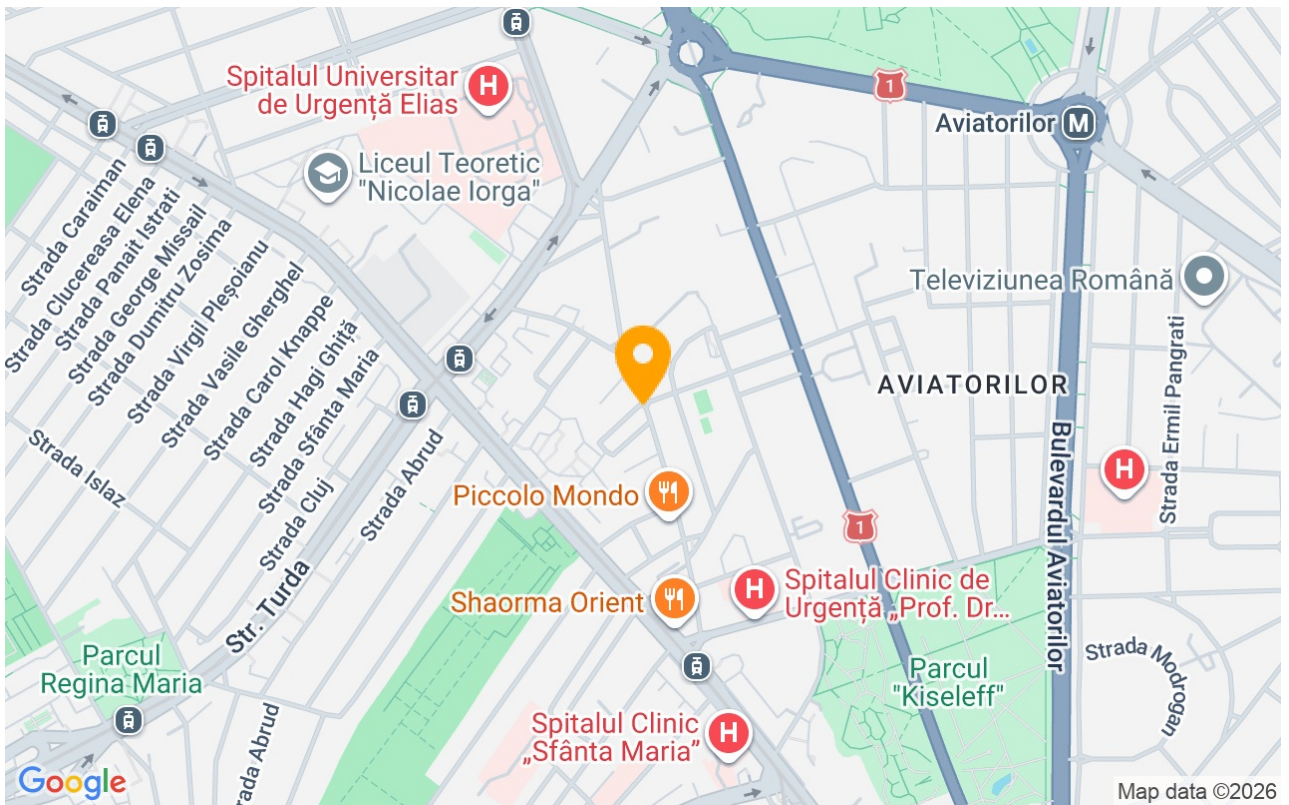 Spitalul Universitar
de Urgență Elias
1
Aviatorilor
M
H
Liceul Teoretic
"Nicolae Iorga"
Strada Caraiman
Strada Clucereasa Elena
Strada Panait Istrati
Strada George Missail
Strada Dumitru Zosima
Strada Virgil Pleșoianu
Strada Vasile Gherghel
Strada Carol Knappe
Strada Hagi Ghiță
Strada Sfânta Maria
Strada Cluj
Strada Abrud
Strada Islaz
Str. Turda
Televiziunea Română
AVIATORILOR
Strada Ermil Pangrati
Bulevardul Aviatorilor
H
Piccolo Mondo
1
Shaorma Orient
H
Spitalul Clinic de
Urgență „Prof. Dr...
Parcul
Regina Maria
Parcul
"Kiseleff"
Strada Modrogan
Spitalul Clinic
„Sfânta Maria”
H
rada Abrud
Google
Map data ©2026